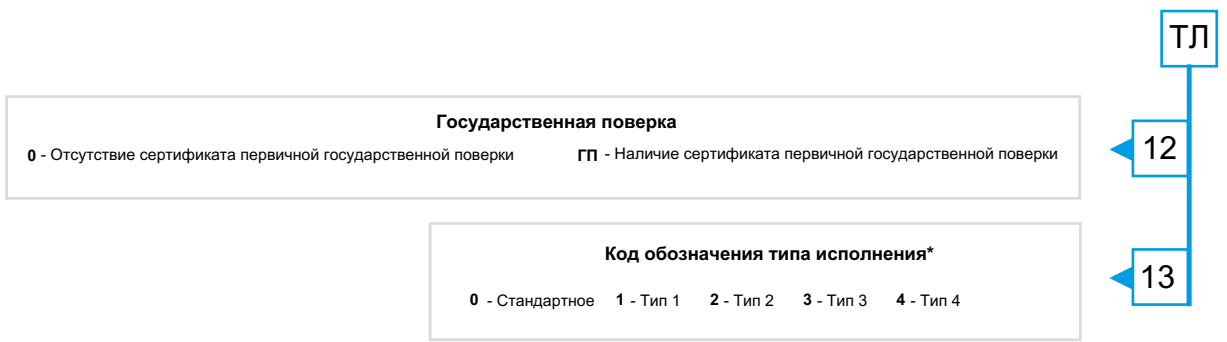 ТЛ
Государственная поверка
0 - Отсутствие сертификата первичной государственной поверки ГП - Наличие сертификата первичной государственной поверки
12
Код обозначения типа исполнения*
0 - Стандартное 1 - Тип 1 2 - Тип 2 3 - Тип 3 4 - Тип 4
13